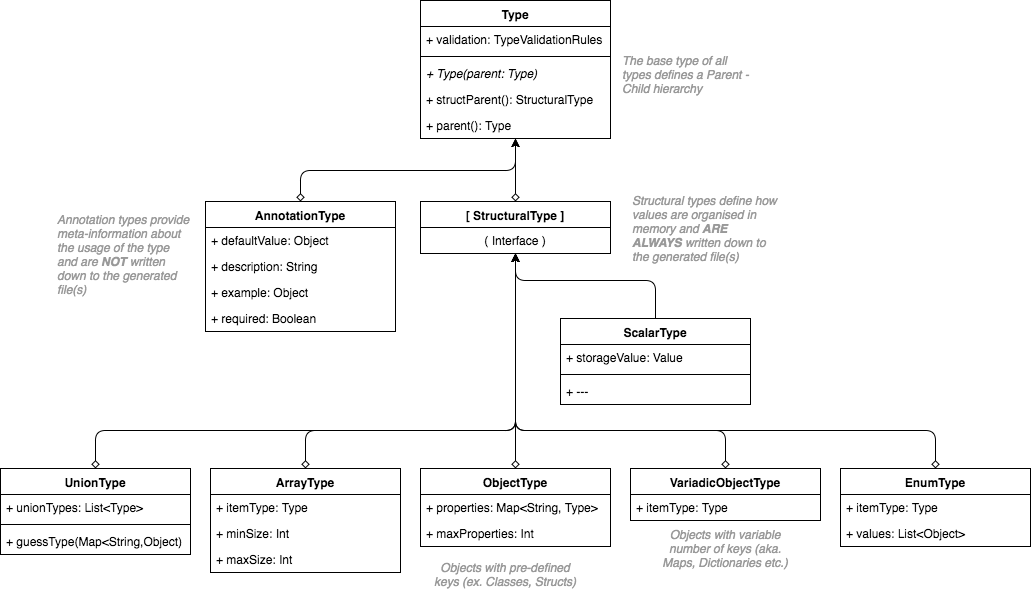 Type
+ validation: TypeValidationRules
+ Type(parent: Type)
+ structParent(): StructuralType
+ parent(): Type
The base type of all
types defines a Parent -
Child hierarchy
Annotation types provide
meta-information about
the usage of the type
and are NOT written
down to the generated
file(s)
AnnotationType
+ defaultValue: Object
+ description: String
+ example: Object
+ required: Boolean
[ StructuralType ]
( Interface )
Structural types define how
values are organised in
memory and ARE
ALWAYS written down to
the generated file(s)
ScalarType
+ storageValue: Value
+ ---
UnionType
+ unionTypes: List<Type>
+ guessType(Map<String,Object)
ArrayType
+ itemType: Type
+ minSize: Int
+ maxSize: Int
ObjectType
+ properties: Map<String, Type>
+ maxProperties: Int
Objects with pre-defined
keys (ex. Classes, Structs)
VariadicObjectType
+ itemType: Type
Objects with variable
number of keys (aka.
Maps, Dictionaries etc.)
EnumType
+ itemType: Type
+ values: List<Object>